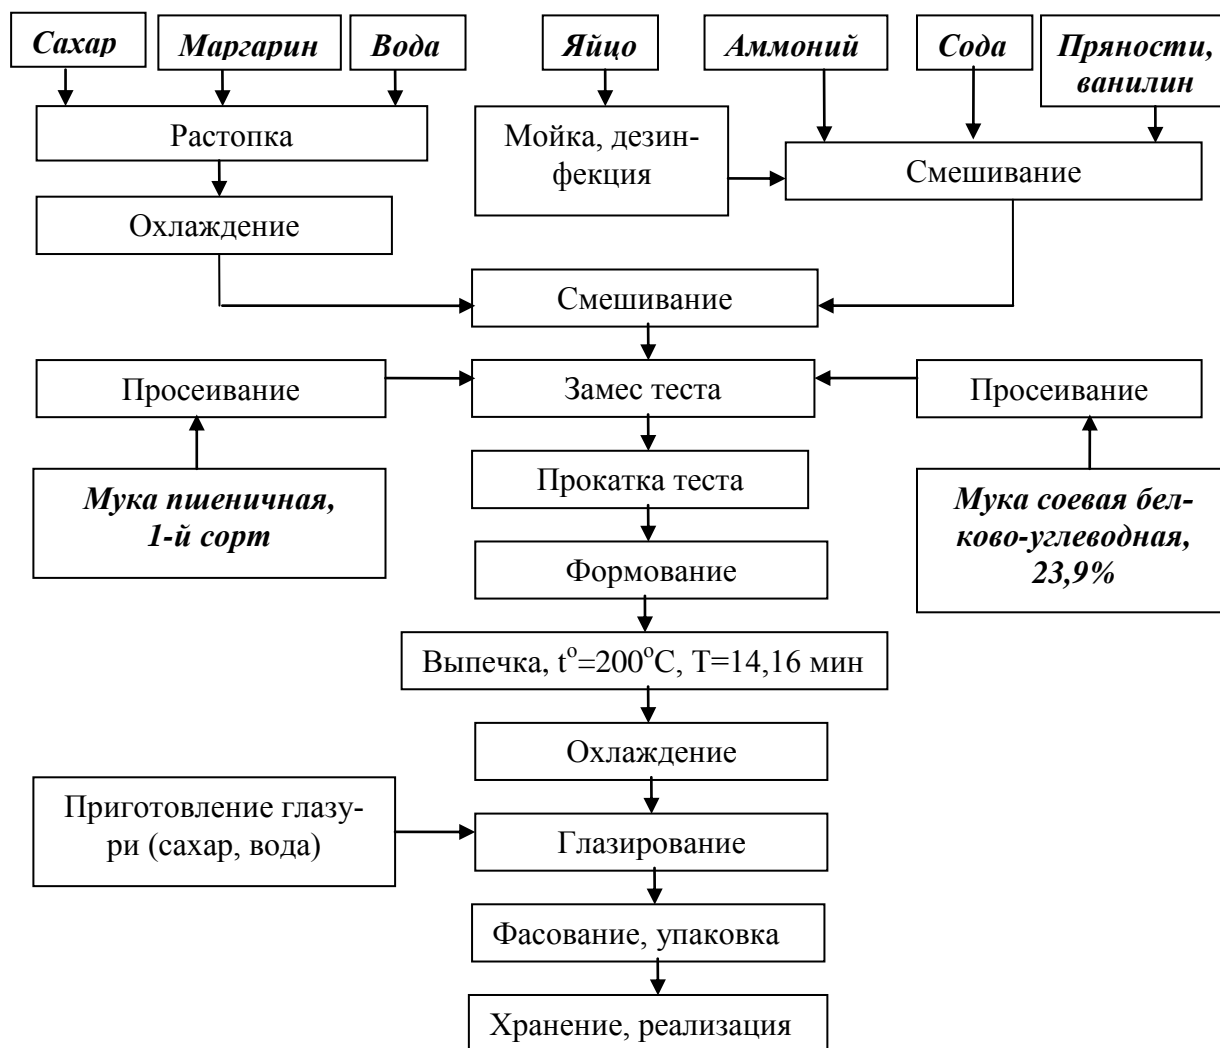 Сахар
Маргарин
Вода
Яйцо
Аммоний
Сода
Пряности,
ванилин
Растопка
Мойка, дезин-
фекция
Смешивание
Охлаждение
Смешивание
Просеивание
Замес теста
Просеивание
Мука пшеничная,
1-й сорт
Прокатка теста
Мука соевая бел-
ково-углеводная,
23,9%
Формование
Выпечка, tº=200ºС, Т=14,16 мин
Охлаждение
Приготовление глазу-
ри (сахар, вода)
Глазирование
Фасование, упаковка
Хранение, реализация